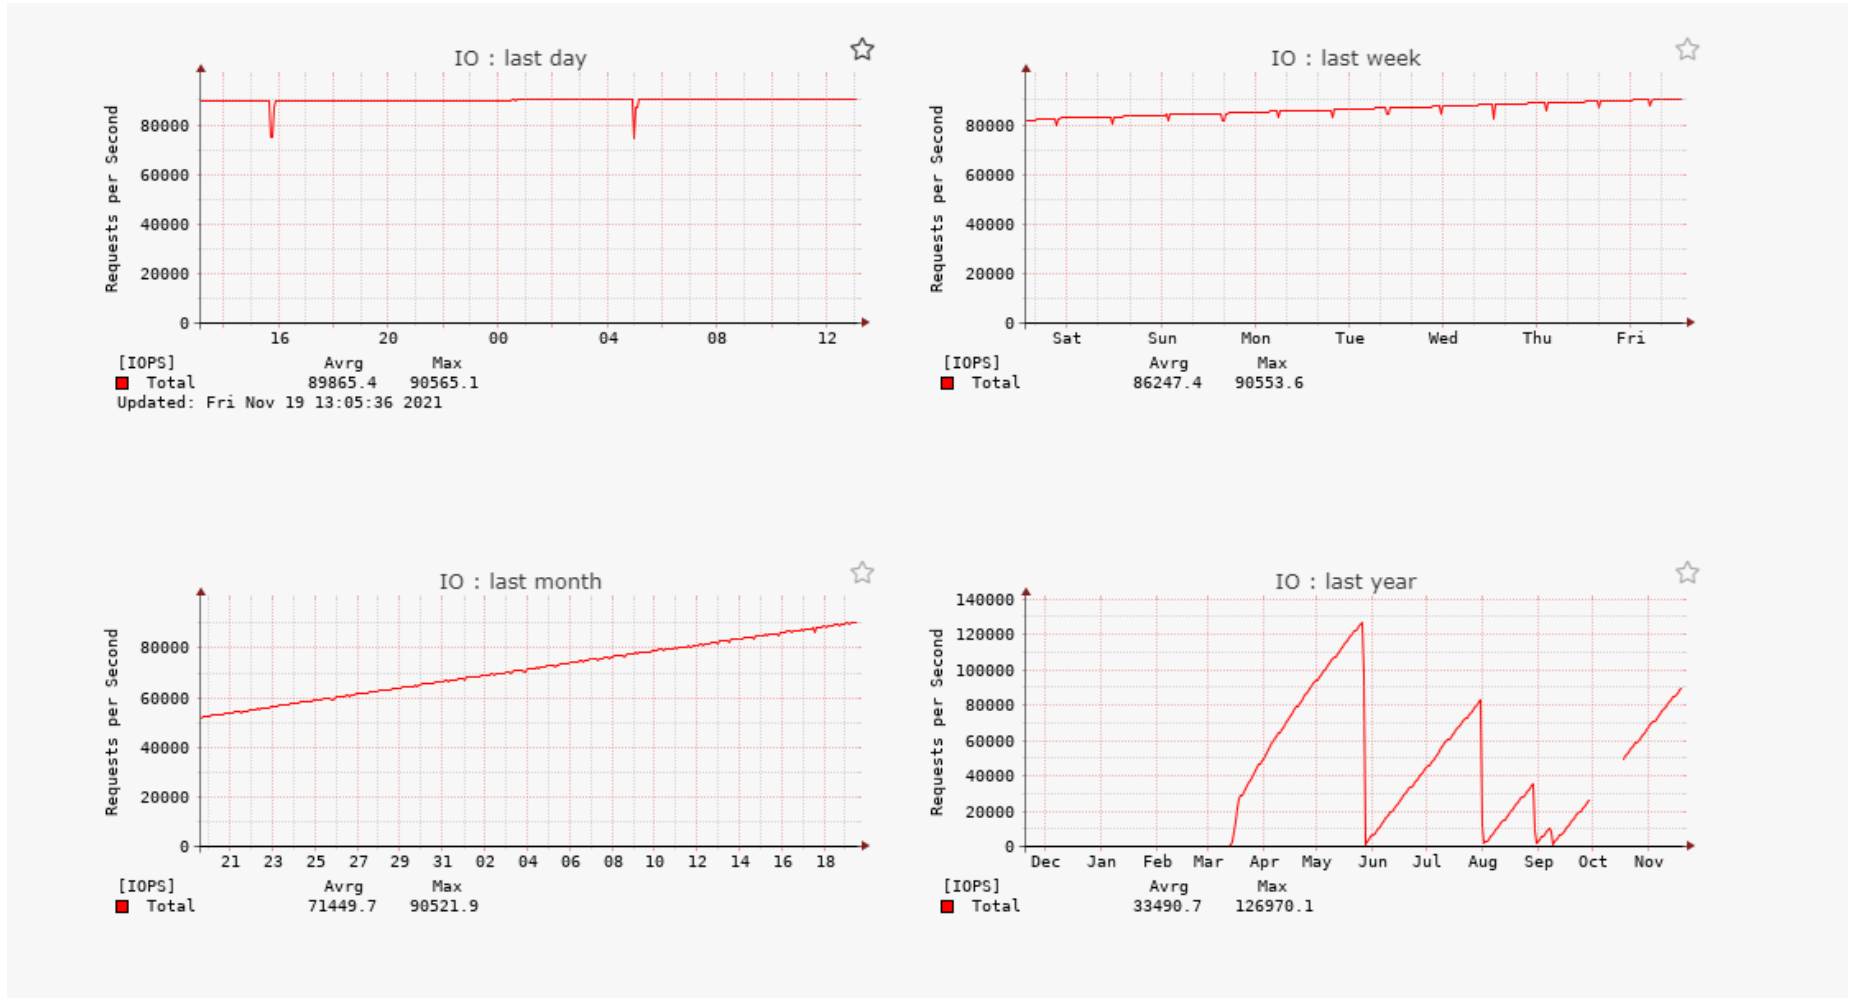 IO : last day
Requests per Second
80000
60000
40000
20000
0
16 20 00 04 08 12
[IOPS] Avrg Max
Total 89865.4 90565.1
Updated: Fri Nov 19 13:05:36 2021
IO : last week
Requests per Second
80000
60000
40000
20000
0
Sat Sun Mon Tue Wed Thu Fri
[IOPS] Avrg Max
Total 86247.4 90553.6
IO : last month
Requests per Second
80000
60000
40000
20000
0
21 23 25 27 29 31 02 04 06 08 10 12 14 16 18
[IOPS] Avrg Max
Total 71449.7 90521.9
IO : last year
Requests per Second
140000
120000
100000
80000
60000
40000
20000
0
Dec Jan Feb Mar Apr May Jun Jul Aug Sep Oct Nov
[IOPS] Avrg Max
Total 33490.7 126970.1